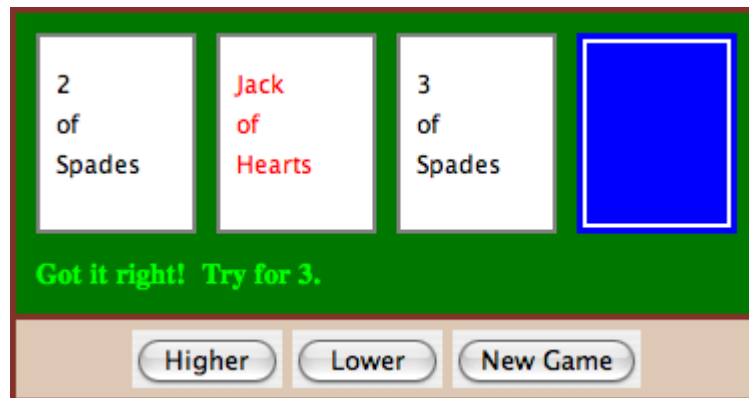 2
of
Spades
Jack
of
Hearts
3
of
Spades
Got it right!  Try for 3.
Higher
Lower
New Game